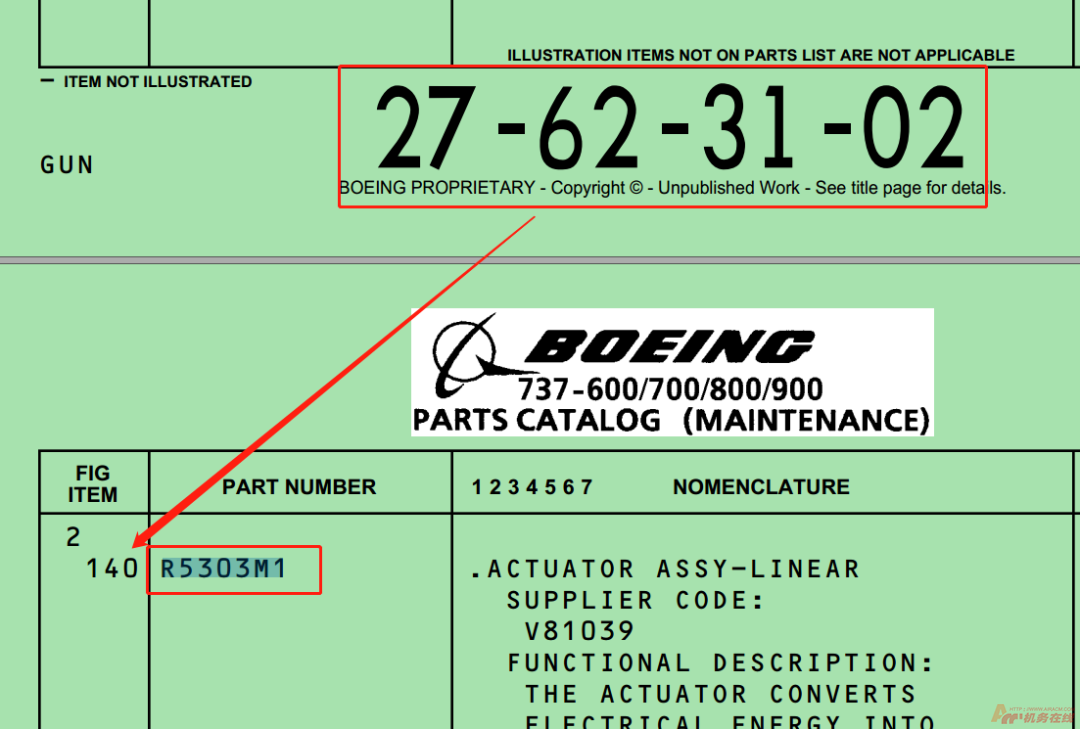 ILLUSTRATION ITEMS NOT ON PARTS LIST ARE NOT APPLICABLE
— ITEM NOT ILLUSTRATED
27-62-31-02
GUN
BOEING PROPRIETARY - Copyright © - Unpublished Work - See title page for details.
BOEING
737-600/700/800/900
PARTS CATALOG (MAINTENANCE)
FIG ITEM PART NUMBER 1 2 3 4 5 6 7 NOMENCLATURE
2
140 R5303M1 .ACTUATOR ASSY-LINEAR
SUPPLIER CODE:
V81039
FUNCTIONAL DESCRIPTION:
THE ACTUATOR CONVERTS
ELECTRICAL ENERGY INTO
机务在线